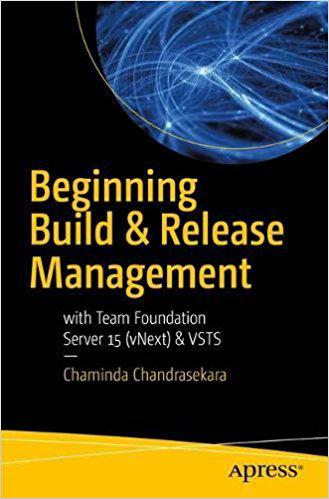 Beginning
Build & Release
Management
with Team Foundation
Server 15 (vNext) & VSTS
—
Chaminda Chandrasekara
Apress®